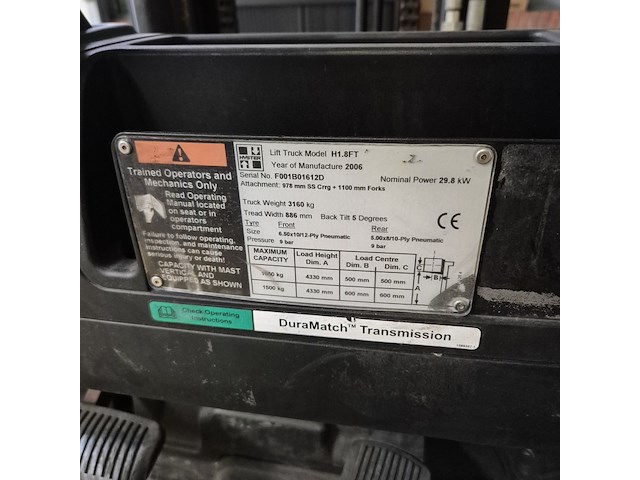 HYSTER
Lift Truck Model H1.8FT
Year of Manufacture 2006
Serial No. F001B01612D
Nominal Power 29.8 kW
Attachment: 978 mm SS Crrg + 1100 mm Forks
Truck Weight 3160 kg
Tread Width 886 mm Back Tilt 5 Degrees
Tyre Front Rear
Size 6.50x10/12-Ply Pneumatic 5.00x8/10-Ply Pneumatic
Pressure 9 bar 9 bar
CE
MAXIMUM CAPACITY Load Height Dim. A Load Centre Dim. B Dim. C
kg 4330 mm 500 mm 500 mm
1500 kg 4330 mm 600 mm 600 mm
C
B
A
Trained Operators and
Mechanics Only
Read Operating
Manual located
on seat or in
operators
compartment
Failure to follow operating,
inspection, and maintenance
instructions can cause
serious injury or death!
CAPACITY WITH MAST
VERTICAL AND
EQUIPPED AS SHOWN
Check Operating
Instructions
DuraMatch™ Transmission